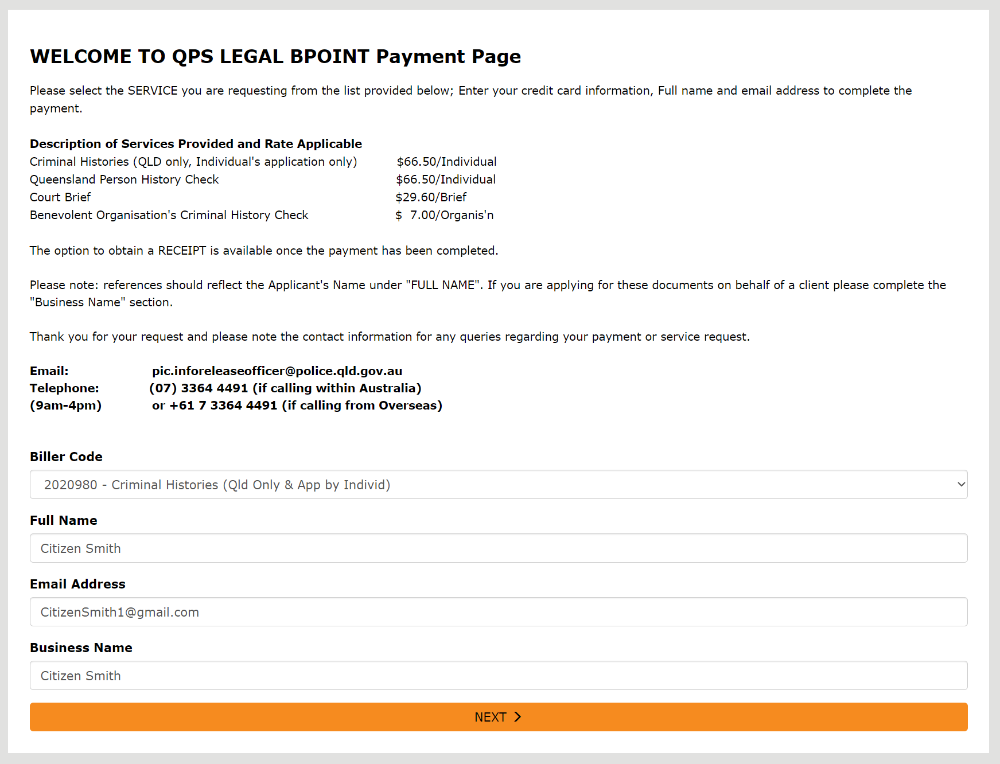 WELCOME TO QPS LEGAL BPOINT Payment Page
Please select the SERVICE you are requesting from the list provided below; Enter your credit card information, Full name and email address to complete the
payment.
Description of Services Provided and Rate Applicable
Criminal Histories (QLD only, Individual's application only) $66.50/Individual
Queensland Person History Check $66.50/Individual
Court Brief $29.60/Brief
Benevolent Organisation's Criminal History Check $ 7.00/Organis'n
The option to obtain a RECEIPT is available once the payment has been completed.
Please note: references should reflect the Applicant's Name under "FULL NAME". If you are applying for these documents on behalf of a client please complete the
"Business Name" section.
Thank you for your request and please note the contact information for any queries regarding your payment or service request.
Email: pic.inforeleaseofficer@police.qld.gov.au
Telephone: (07) 3364 4491 (if calling within Australia)
(9am-4pm) or +61 7 3364 4491 (if calling from Overseas)
Biller Code
2020980 - Criminal Histories (Qld Only & App by Individ)
Full Name
Citizen Smith
Email Address
CitizenSmith1@gmail.com
Business Name
Citizen Smith
NEXT